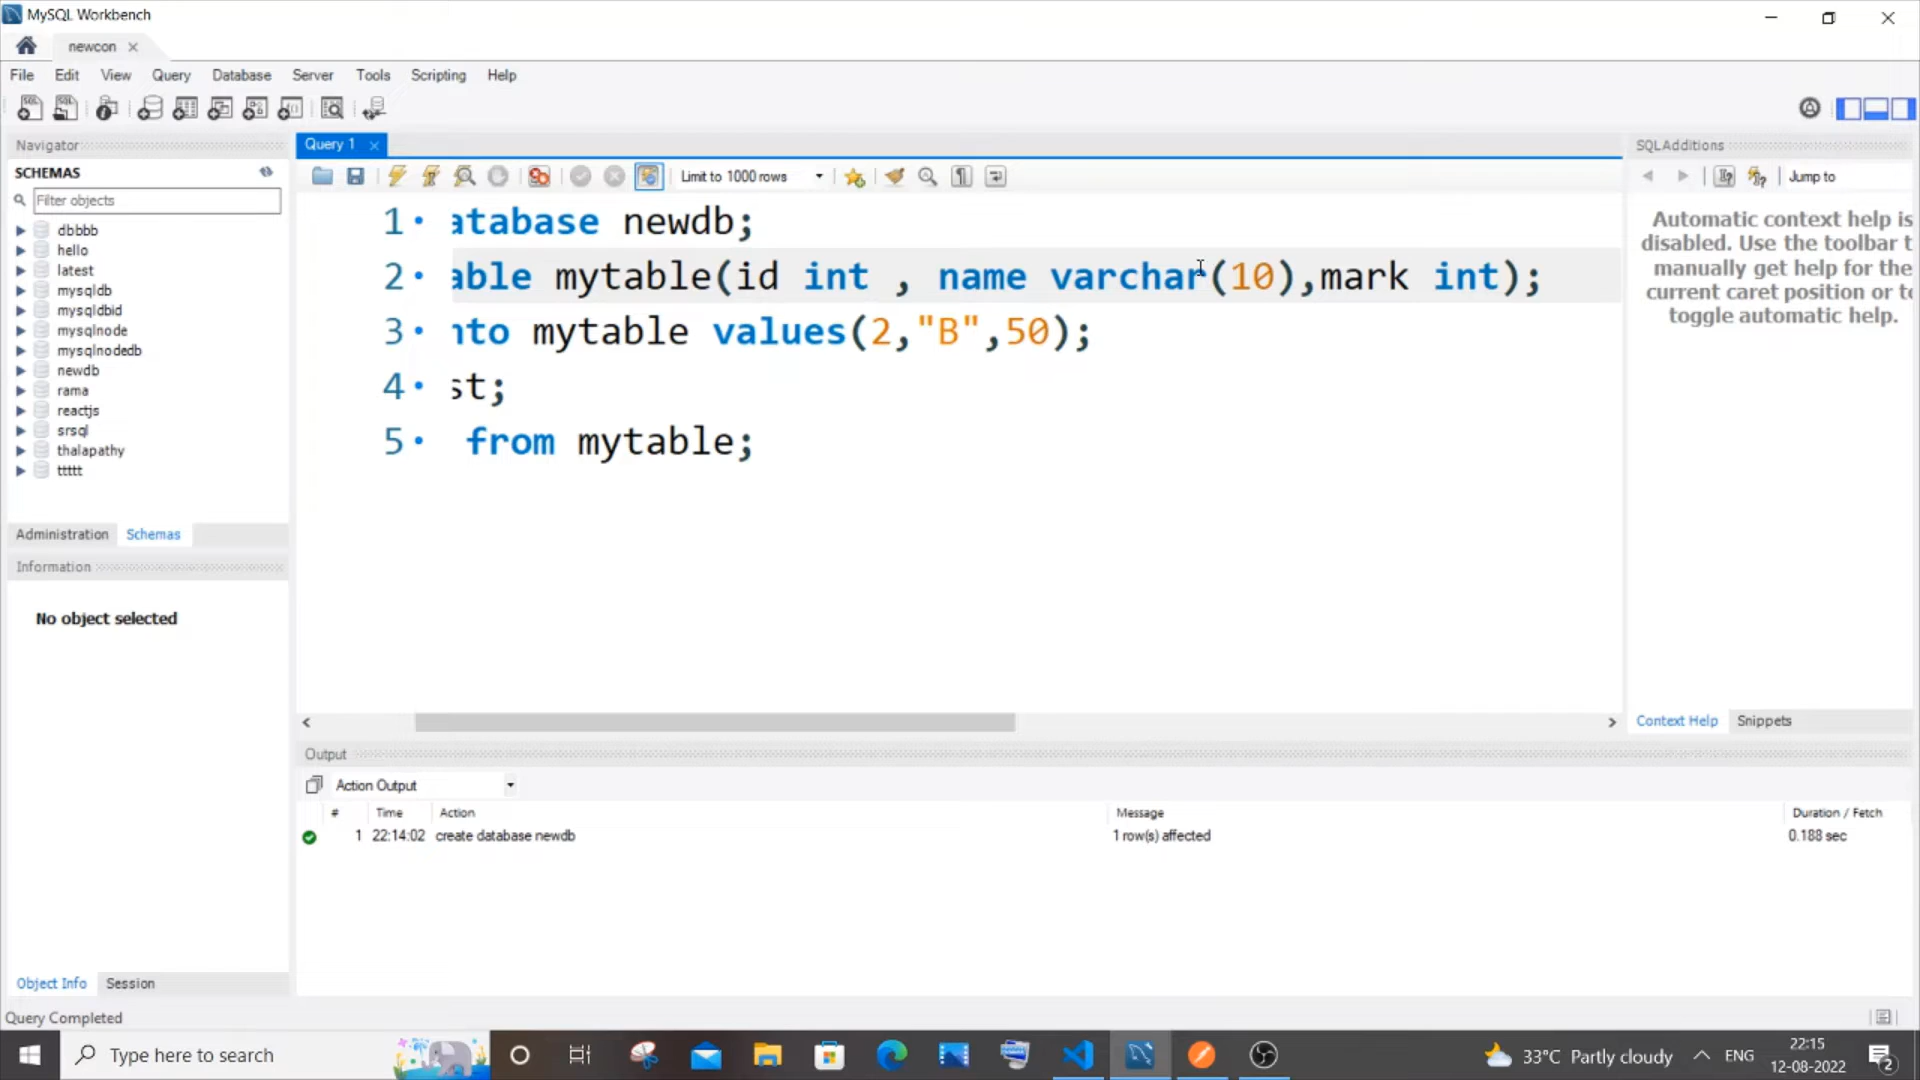 MySQL Workbench
newcon
File Edit View Query Database Server Tools Scripting Help
Navigator
SCHEMAS
Filter objects
dbbbb
hello
latest
mysqldb
mysqldbid
mysqlnode
mysqlnodedb
newdb
rama
reactjs
srsql
thalapathy
ttttt
Administration Schemas
Information
No object selected
Object Info Session
Query 1
Limit to 1000 rows
1 atabase newdb;
2 able mytable(id int , name varchar(10),mark int);
3 nto mytable values(2,"B",50);
4 st;
5 from mytable;
SQLAdditions
Jump to
Automatic context help is
disabled. Use the toolbar t
manually get help for the
current caret position or to
toggle automatic help.
Context Help Snippets
Output
Action Output
# Time Action Message Duration / Fetch
1 22:14:02 create database newdb 1 row(s) affected 0.188 sec
Query Completed
Type here to search
33°C Partly cloudy
ENG
22:15
12-08-2022
2